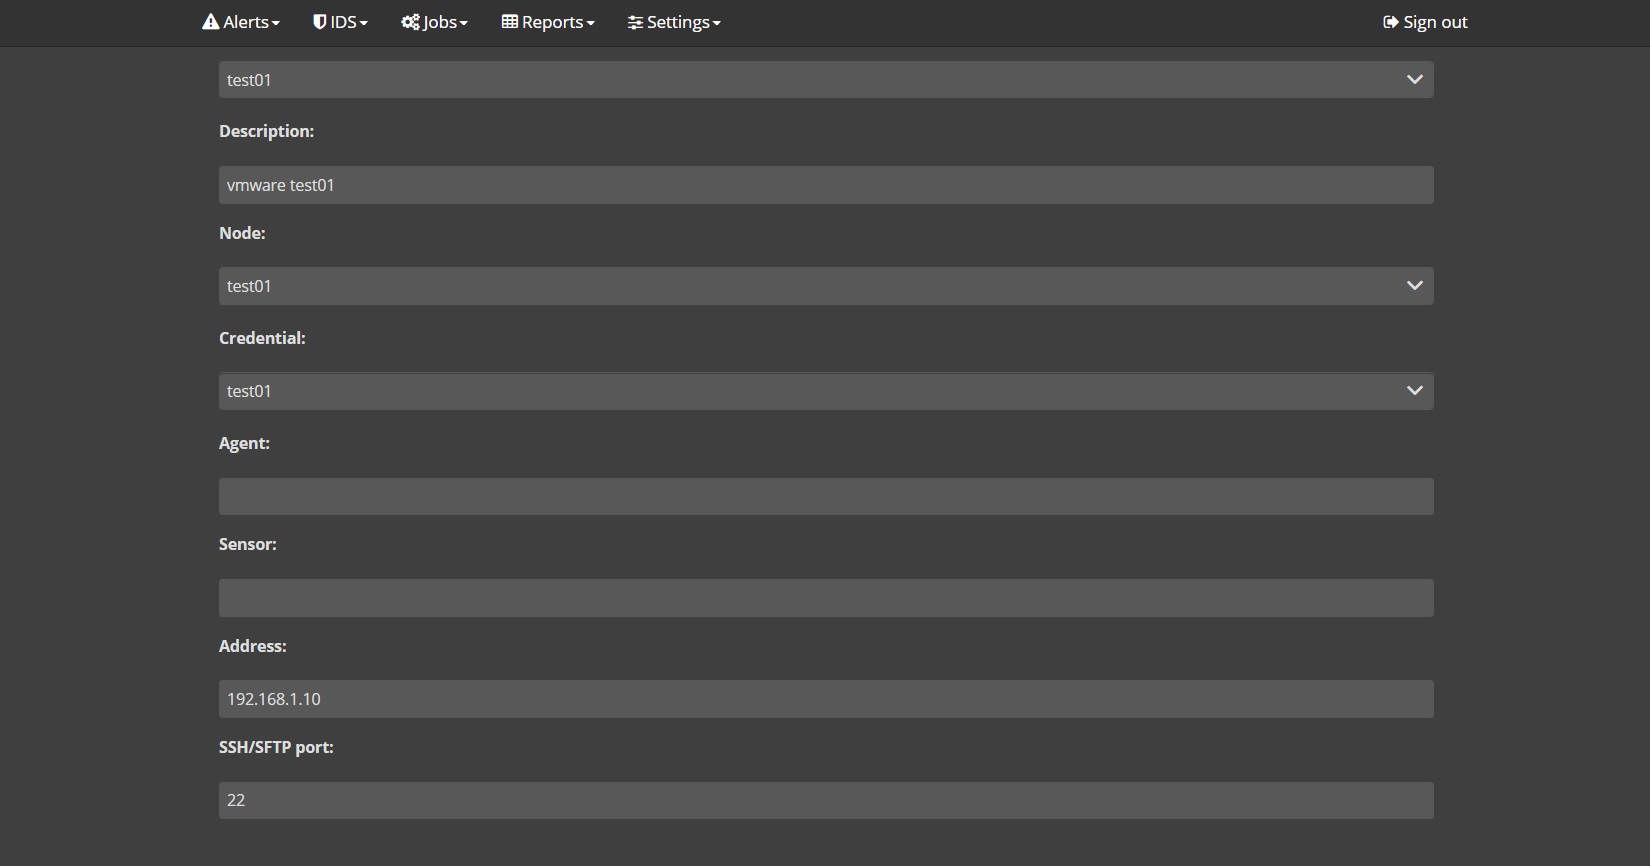 Alerts IDS Jobs Reports Settings Sign out
test01
Description:
vmware test01
Node:
test01
Credential:
test01
Agent:
Sensor:
Address:
192.168.1.10
SSH/SFTP port:
22